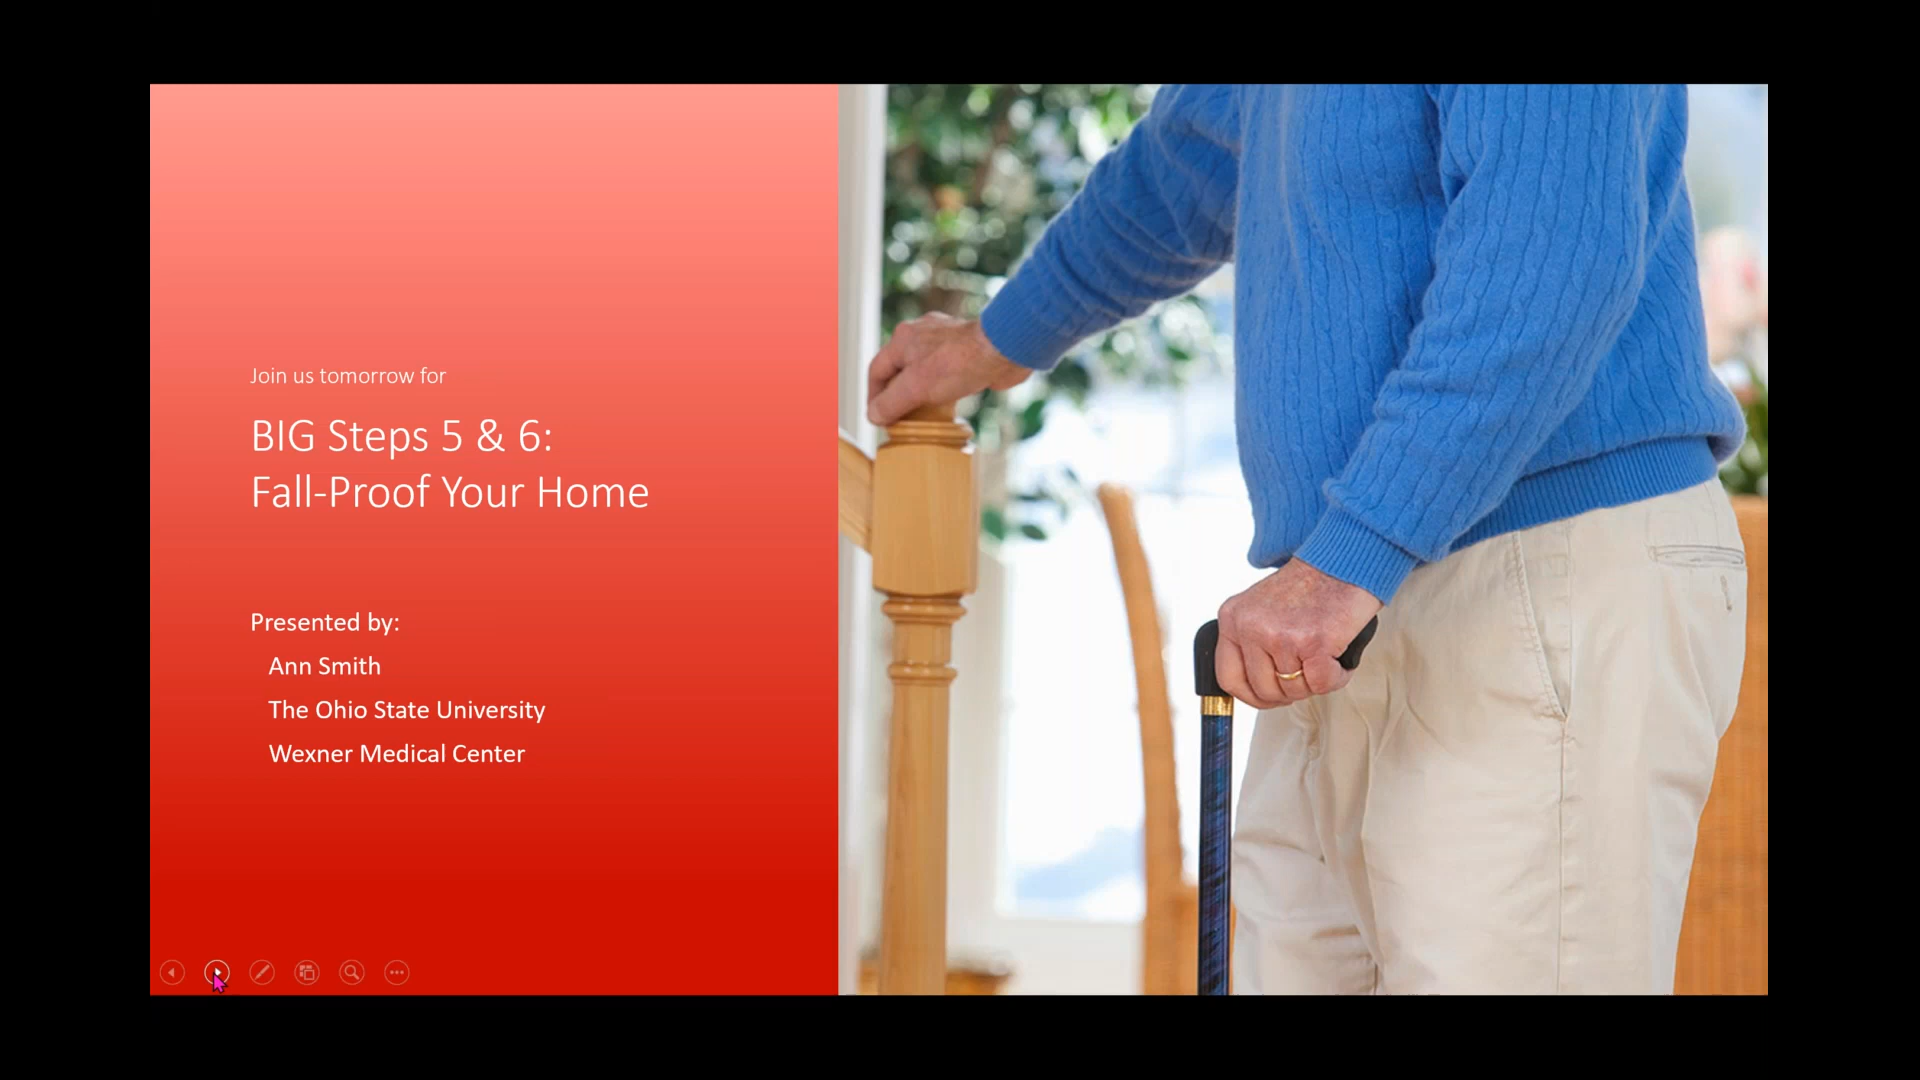 Join us tomorrow for
BIG Steps 5 & 6:
Fall-Proof Your Home
Presented by:
Ann Smith
The Ohio State University
Wexner Medical Center